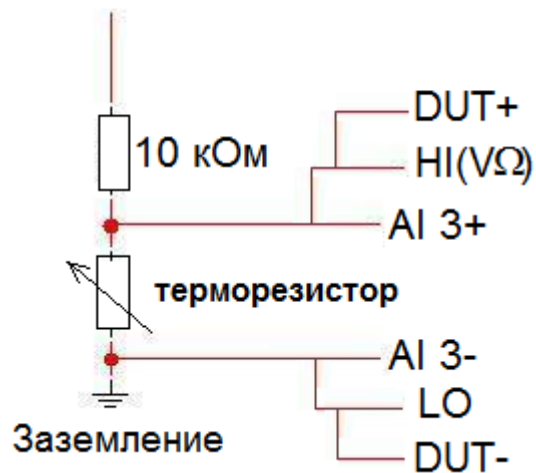 DUT+
HI(VΩ)
10 кОм
AI 3+
терморезистор
AI 3-
LO
Заземление
DUT-